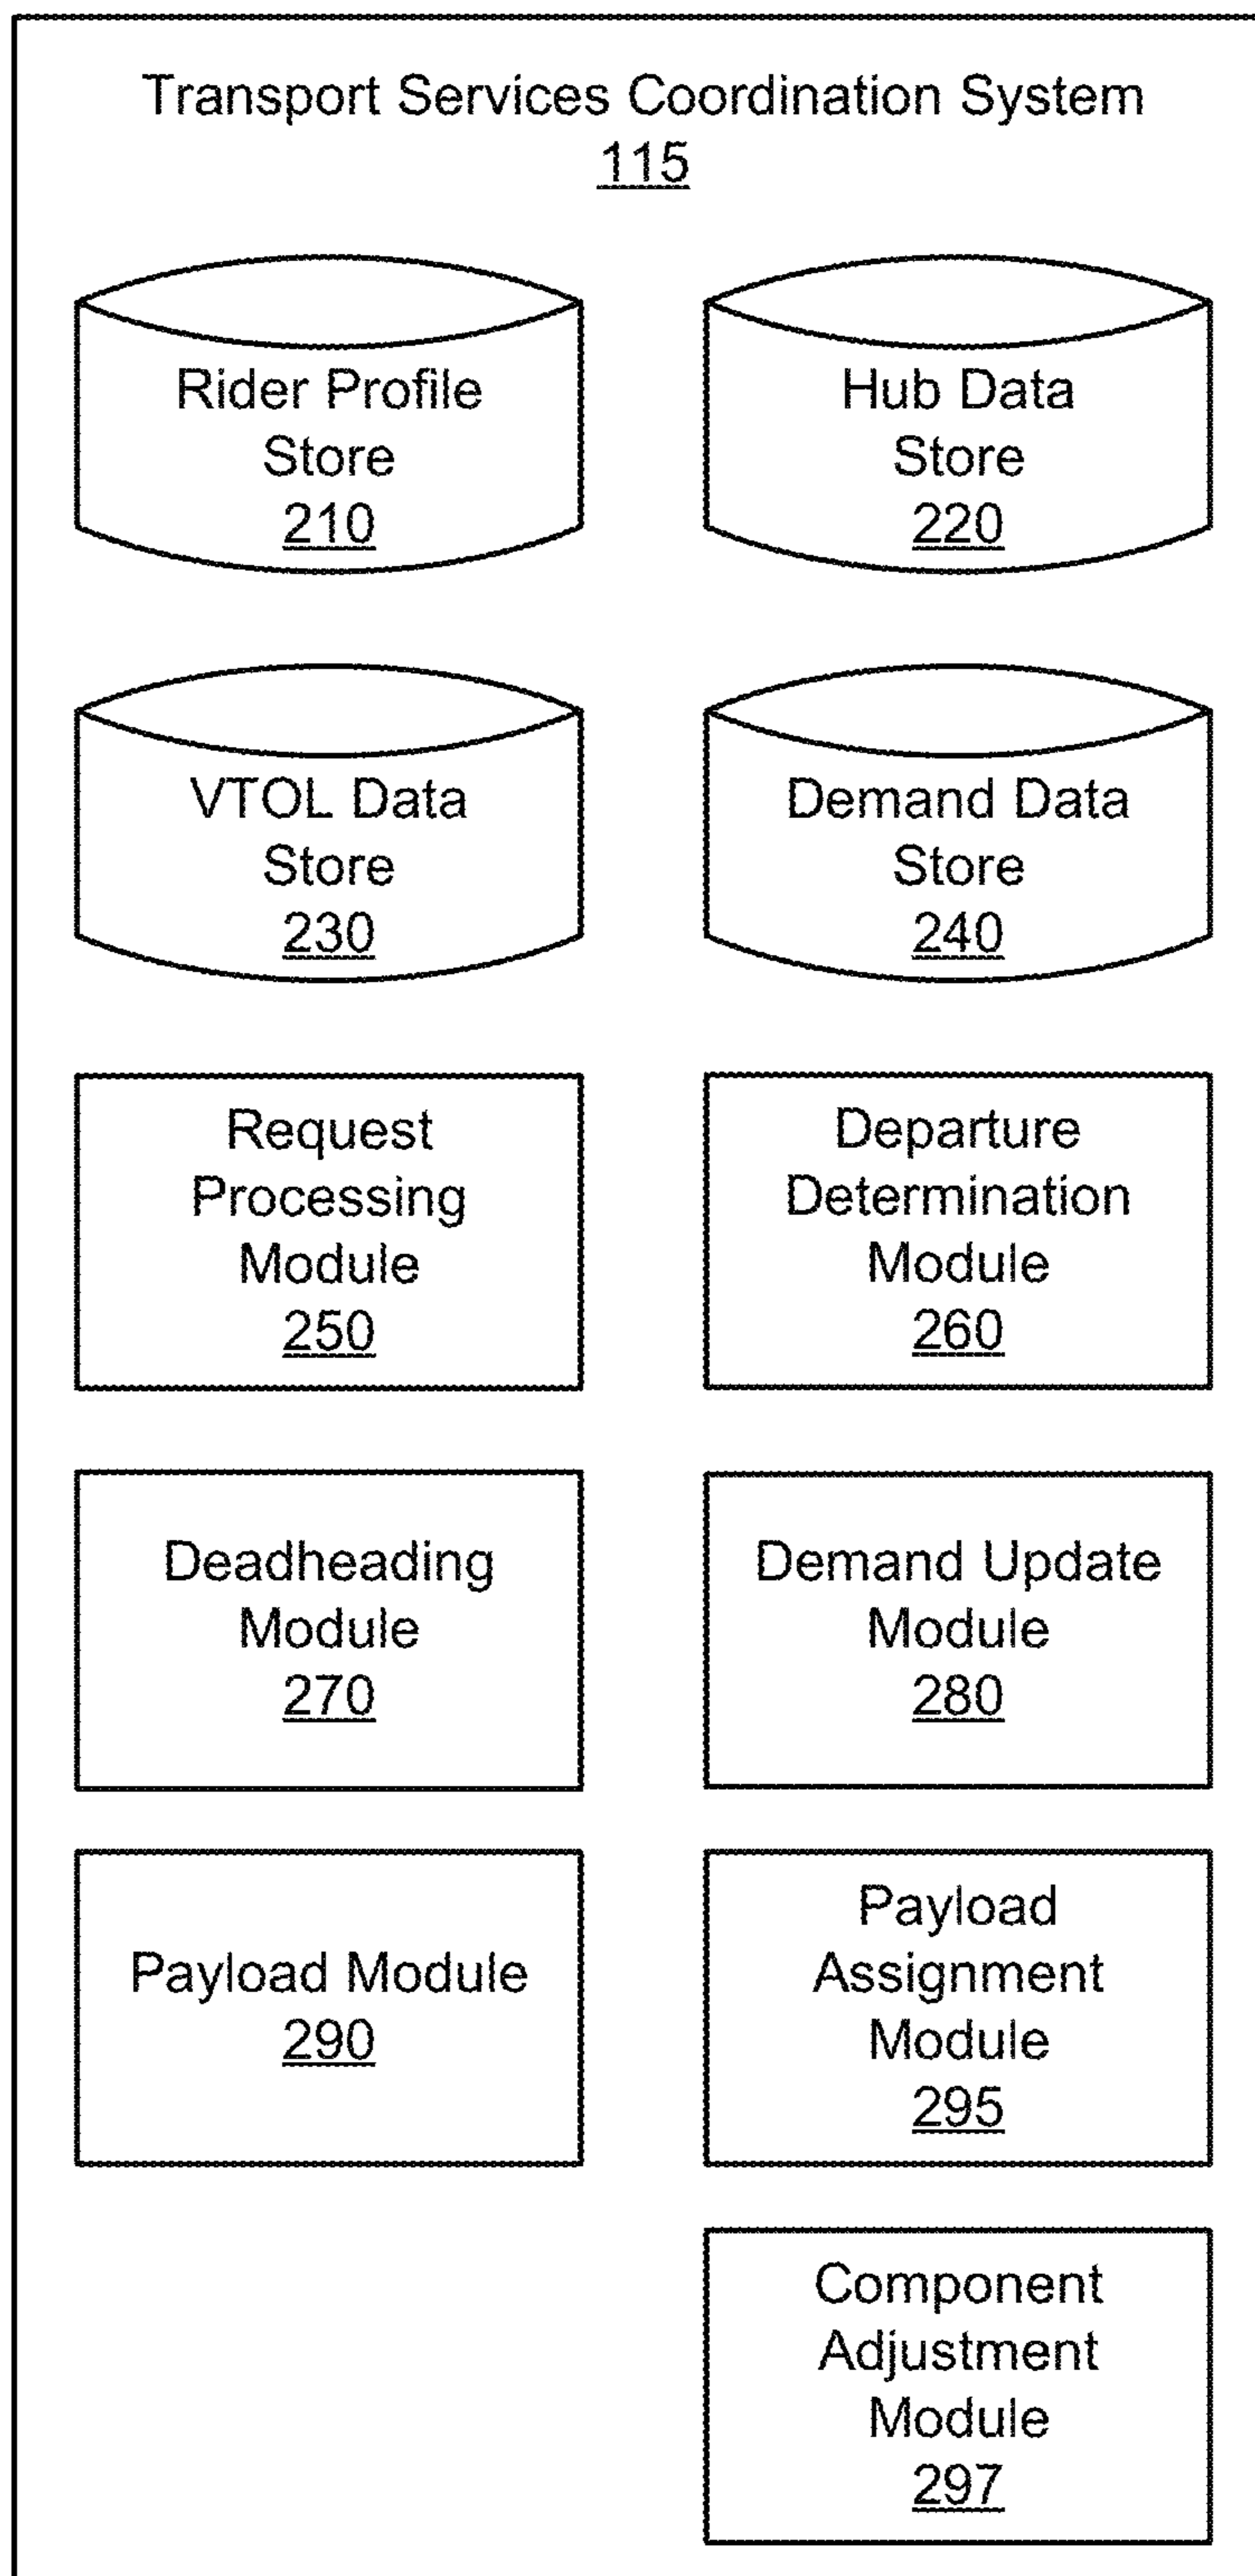 Transport Services Coordination System
115
Rider Profile
Store
210
Hub Data
Store
220
VTOL Data
Store
230
Demand Data
Store
240
Request
Processing
Module
250
Departure
Determination
Module
260
Deadheading
Module
270
Demand Update
Module
280
Payload Module
290
Payload
Assignment
Module
295
Component
Adjustment
Module
297